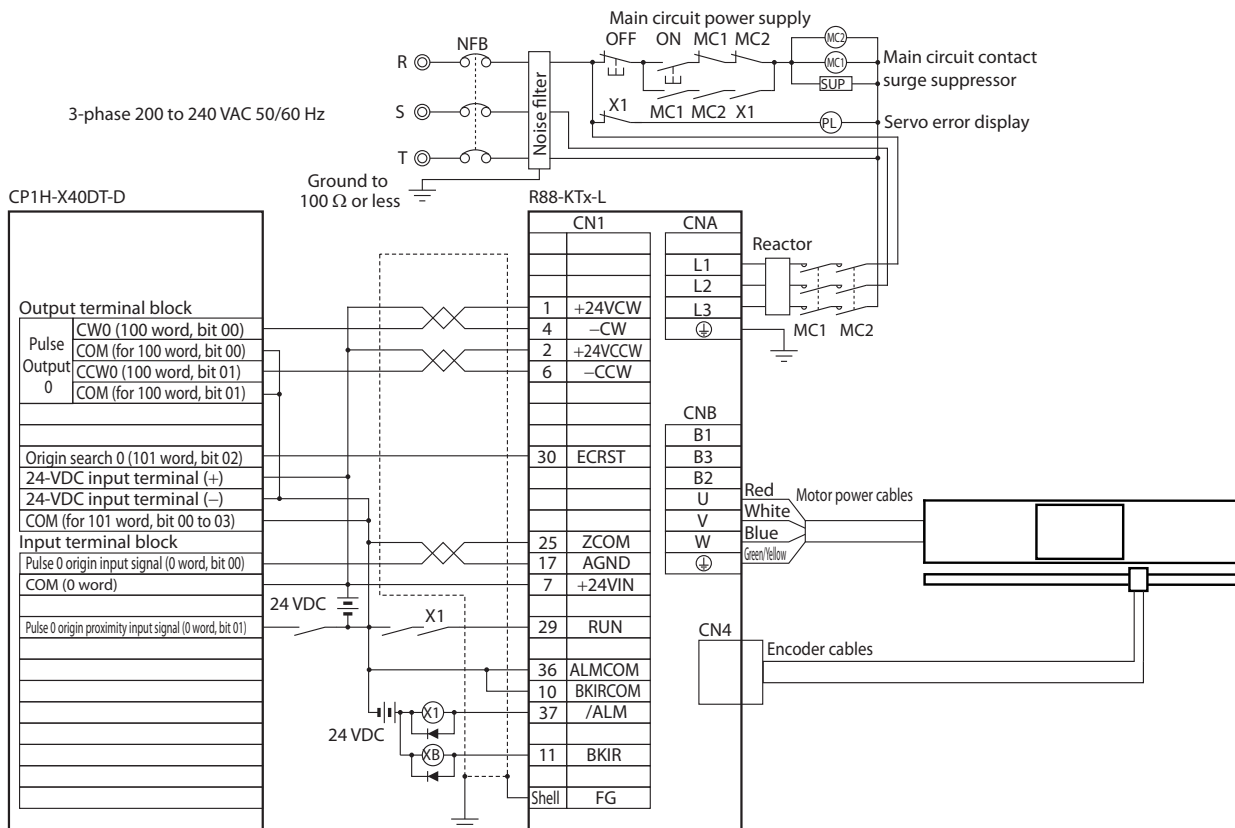 Main circuit power supply
OFF ON MC1 MC2
NFB
MC2
R
MC1
Main circuit contact
surge suppressor
SUP
Noise filter
3-phase 200 to 240 VAC 50/60 Hz
S
X1
MC1 MC2 X1
PL
Servo error display
T
Ground to
100 Ω or less
CP1H-X40DT-D
R88-KTx-L
CN1
CNA
Reactor
L1
L2
L3
MC1 MC2
Output terminal block
Pulse
Output
0
CW0 (100 word, bit 00)
COM (for 100 word, bit 00)
CCW0 (100 word, bit 01)
COM (for 100 word, bit 01)
1 +24VCW
4 −CW
2 +24VCCW
6 −CCW
CNB
B1
B3
B2
U
V
W
Origin search 0 (101 word, bit 02)
30 ECRST
24-VDC input terminal (+)
24-VDC input terminal (−)
COM (for 101 word, bit 00 to 03)
Red
White
Blue
Green/Yellow
Motor power cables
Input terminal block
Pulse 0 origin input signal (0 word, bit 00)
COM (0 word)
25 ZCOM
17 AGND
7 +24VIN
24 VDC
Pulse 0 origin proximity input signal (0 word, bit 01)
X1
29 RUN
CN4
Encoder cables
36 ALMCOM
10 BKIRCOM
X1
37 /ALM
24 VDC
XB
11 BKIR
Shell FG